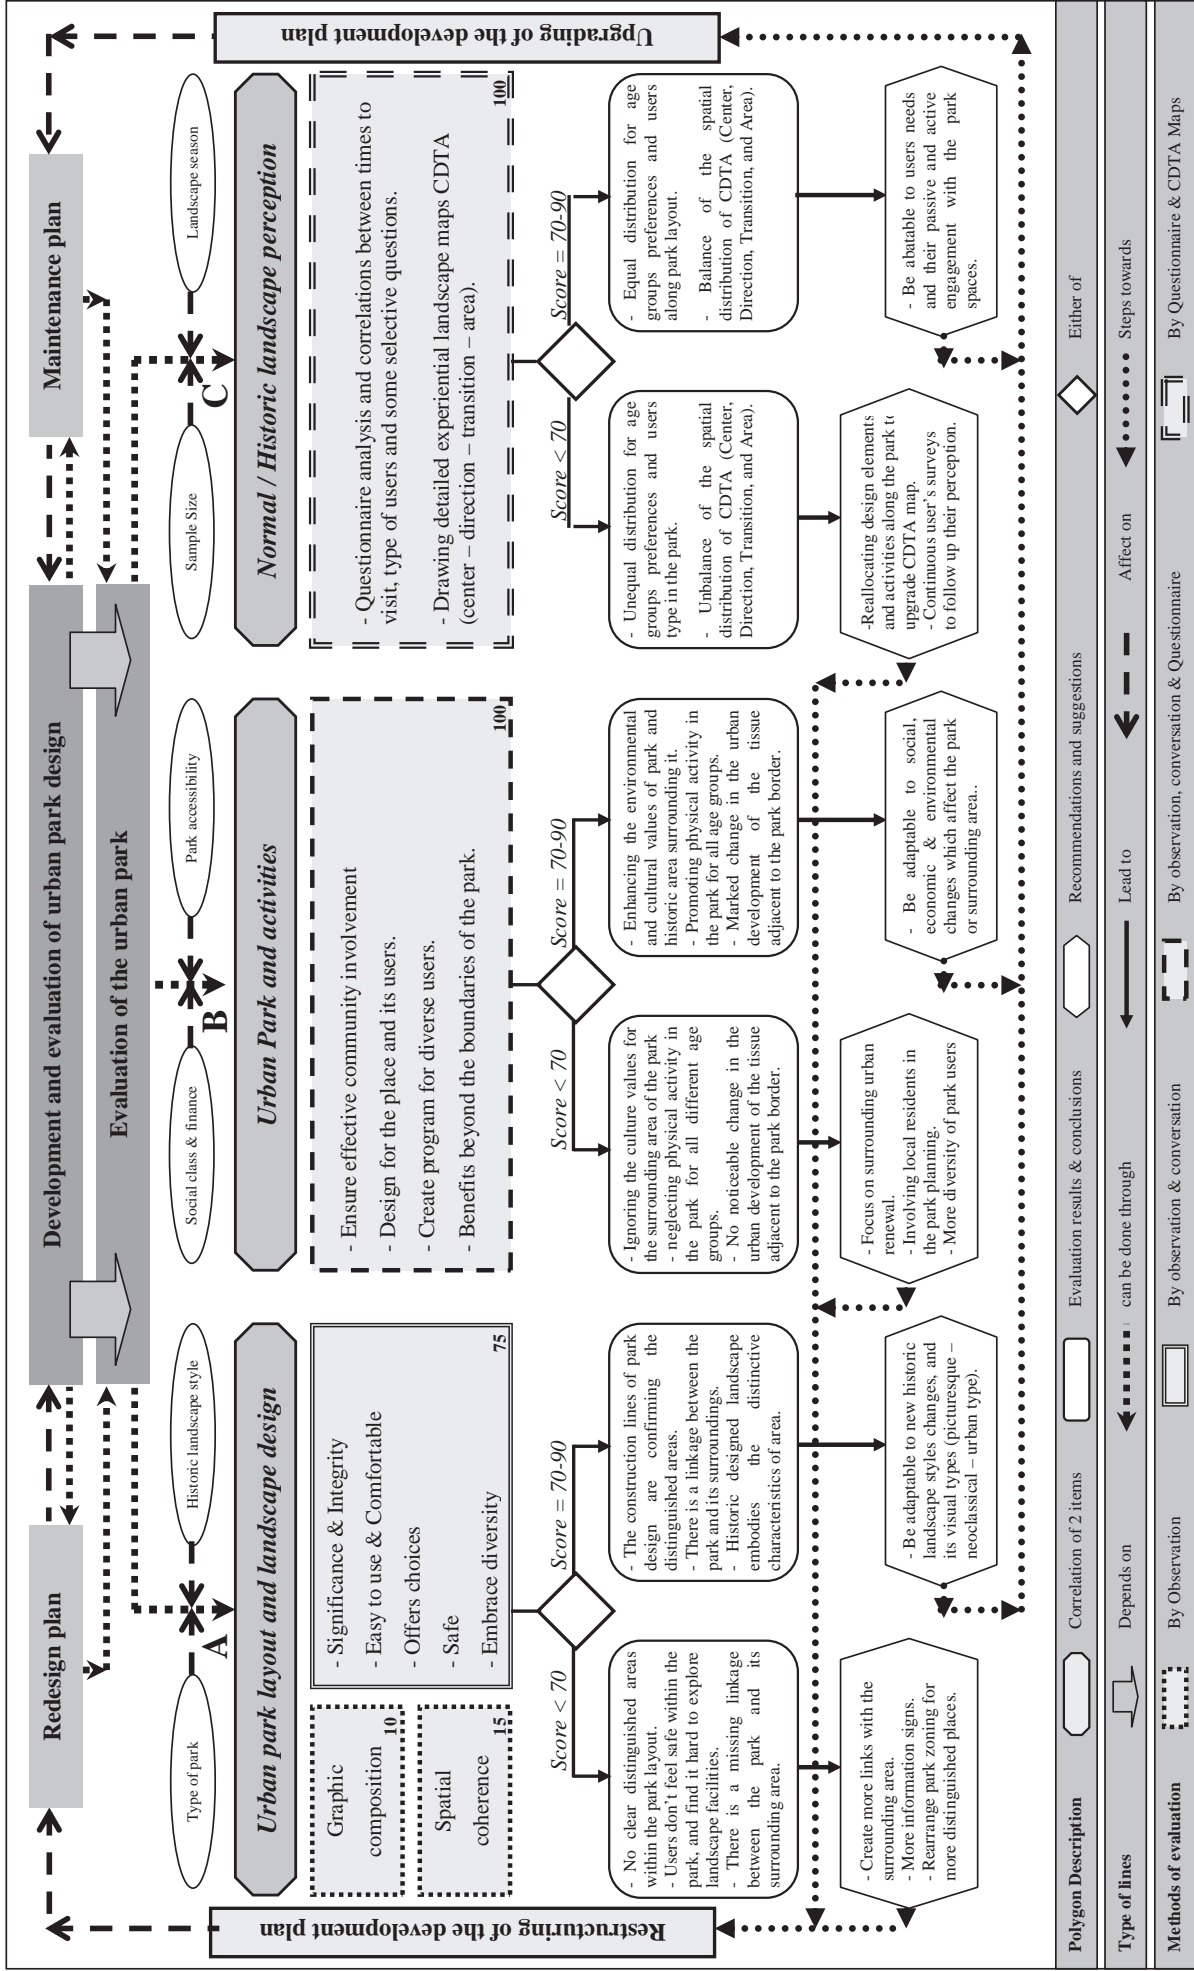 Development and evaluation of urban park design
Redesign plan
Maintenance plan
Evaluation of the urban park
Restructuring of the development plan
Upgrading of the development plan
Type of park
A
Historic landscape style
Urban park layout and landscape design
Graphic
composition
10
Spatial
coherence
15
- Significance & Integrity
- Easy to use & Comfortable
- Offers choices
- Safe
- Embrace diversity
75
Score < 70
Score = 70-90
- No clear distinguished areas
within the park layout.
- Users don't feel safe within the
park, and find it hard to explore
landscape facilities.
- There is a missing linkage
between the park and its
surrounding area.
- The construction lines of park
design are confirming the
distinguished areas.
- There is a linkage between the
park and its surroundings.
- Historic designed landscape
embodies the distinctive
characteristics of area.
- Create more links with the
surrounding area.
- More information signs.
- Rearrange park zoning for
more distinguished places.
- Be adaptable to new historic
landscape styles changes, and
its visual types (picturesque –
neoclassical – urban type).
Social class & finance
B
Park accessibility
Urban Park and activities
- Ensure effective community involvement
- Design for the place and its users.
- Create program for diverse users.
- Benefits beyond the boundaries of the park.
100
Score < 70
Score = 70-90
- Ignoring the culture values for
the surrounding area of the park
- neglecting physical activity in
the park for all different age
groups.
- No noticeable change in the
urban development of the tissue
adjacent to the park border.
- Enhancing the environmental
and cultural values of park and
historic area surrounding it.
- Promoting physical activity in
the park for all age groups.
- Marked change in the urban
development of the tissue
adjacent to the park border.
- Focus on surrounding urban
renewal.
- Involving local residents in
the park planning.
- More diversity of park users
- Be adaptable to social,
economic & environmental
changes which affect the park
or surrounding area..
Sample Size
C
Landscape season
Normal / Historic landscape perception
- Questionnaire analysis and correlations between times to
visit, type of users and some selective questions.
- Drawing detailed experiential landscape maps CDTA
(center – direction – transition – area).
100
Score < 70
Score = 70-90
- Unequal distribution for age
groups preferences and users
type in the park.
- Unbalance of the spatial
distribution of CDTA (Center,
Direction, Transition, and Area).
- Equal distribution for age
groups preferences and users
along park layout.
- Balance of the spatial
distribution of CDTA (Center,
Direction, Transition, and Area).
-Reallocating design elements
and activities along the park to
upgrade CDTA map.
- Continuous user's surveys
to follow up their perception.
- Be abatable to users needs
and their passive and active
engagement with the park
spaces.
Polygon Description
Correlation of 2 items
Evaluation results & conclusions
Recommendations and suggestions
Either of
Type of lines
Depends on
can be done through
Lead to
Affect on
Steps towards
Methods of evaluation
By Observation
By observation & conversation
By observation, conversation & Questionnaire
By Questionnaire & CDTA Maps